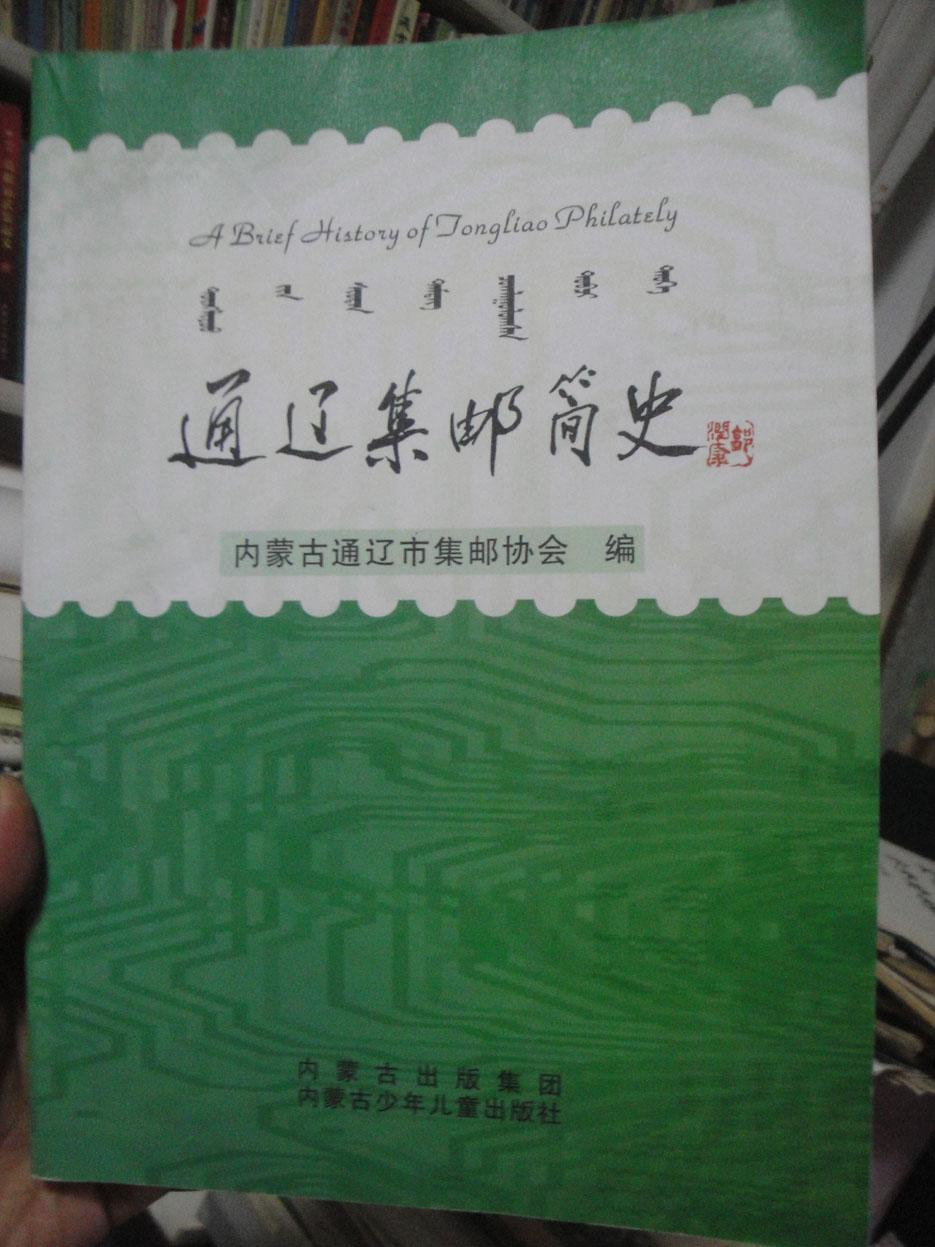 A Brief History of Tongliao Philately
通辽集邮简史
内蒙古通辽市集邮协会 编
内蒙古出版集团
内蒙古少年儿童出版社